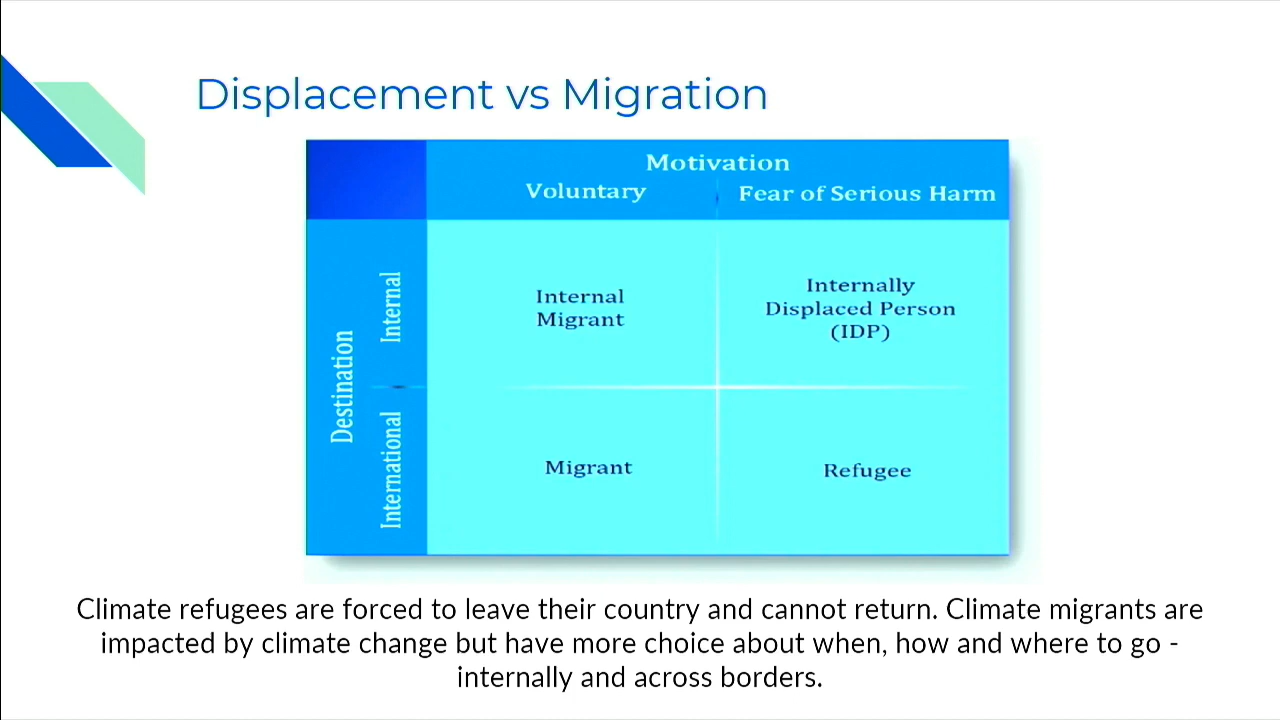 Displacement vs Migration
Motivation
Voluntary
Fear of Serious Harm
Destination
Internal
Internal
Migrant
Internally
Displaced Person
(IDP)
International
Migrant
Refugee
Climate refugees are forced to leave their country and cannot return. Climate migrants are
impacted by climate change but have more choice about when, how and where to go -
internally and across borders.